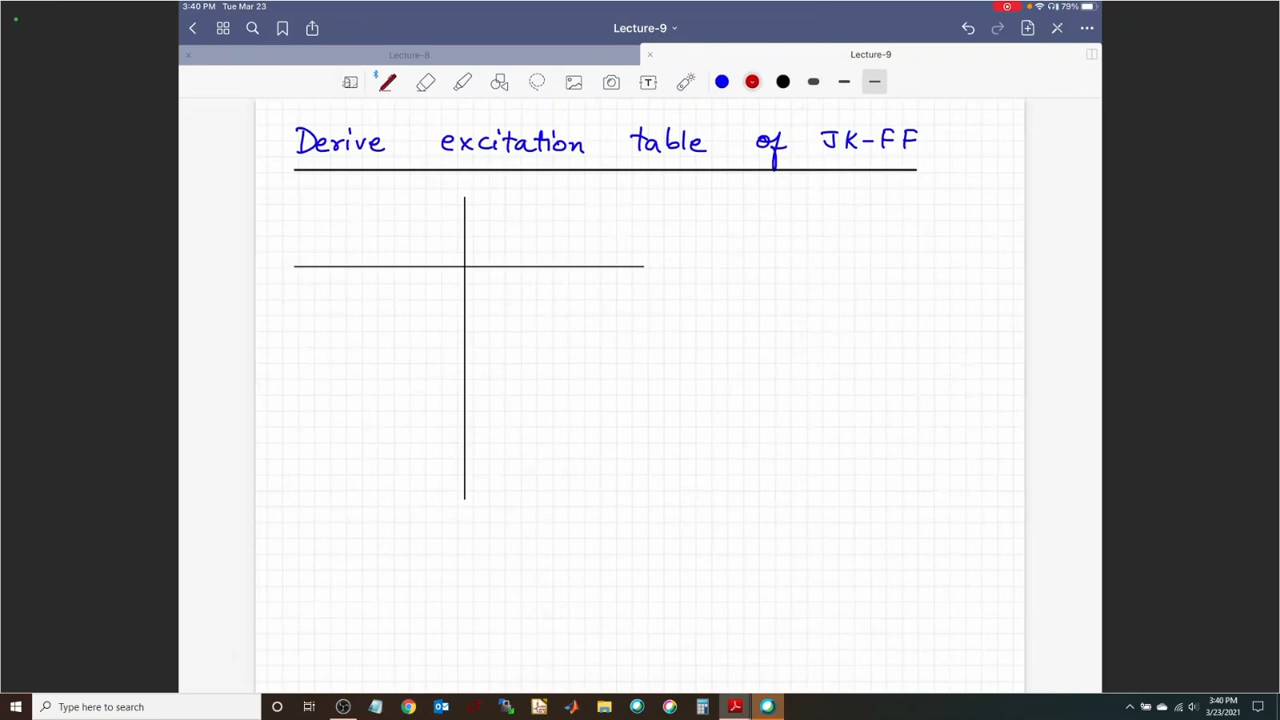 3:40 PM Tue Mar 23
79%
Lecture-9
Lecture-8
Lecture-9
T
Derive excitation table of JK-FF
Type here to search
3:40 PM
3/23/2021